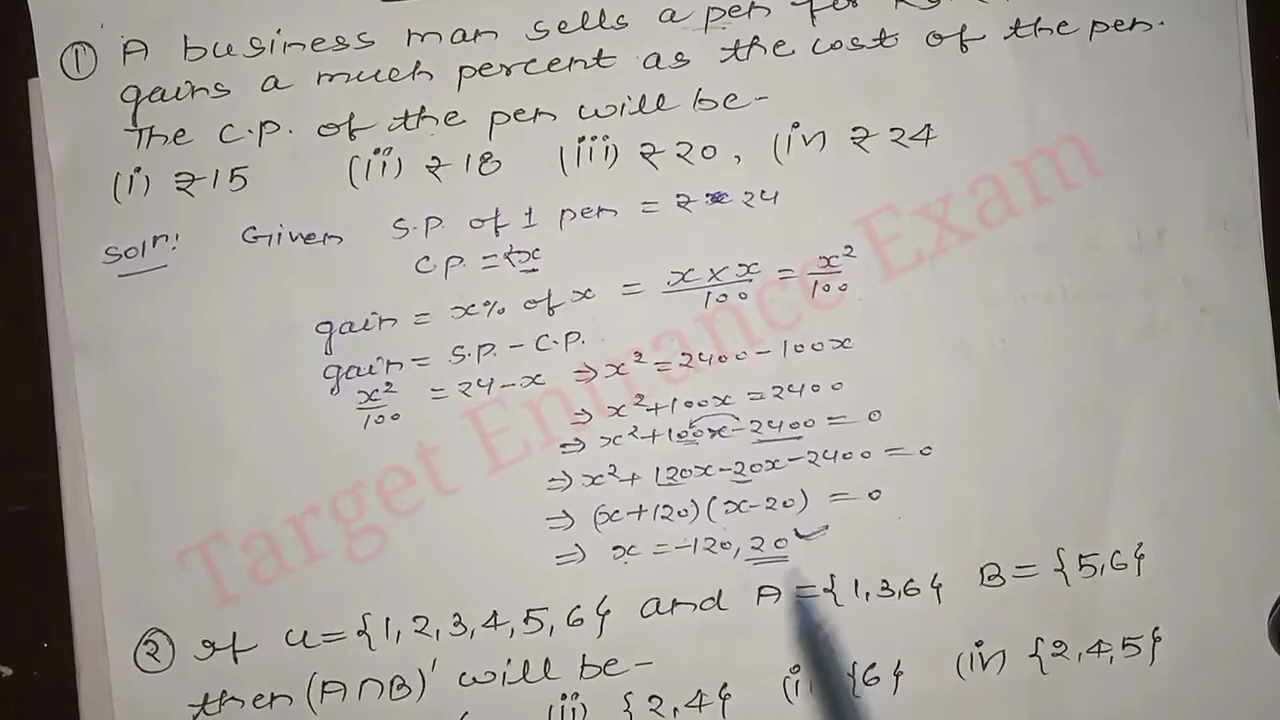 ① A business man sells a pen for
gains a much percent as the cost of the pen.
The C.P. of the pen will be-
(i) ₹15 (ii) ₹18 (iii) ₹20, (iv) ₹24
Soln: Given S.P. of 1 pen = ₹ 24
C.P. = ₹x
gain = x% of x = x × x / 100 = x² / 100
gain = S.P. - C.P.
x² / 100 = 24 - x ⇒ x² = 2400 - 100x
⇒ x² + 100x = 2400
⇒ x² + 100x - 2400 = 0
⇒ x² + 120x - 20x - 2400 = 0
⇒ (x+120) (x-20) = 0
⇒ x = -120, 20 ✓
② If U = {1, 2, 3, 4, 5, 6} and A = {1, 3, 6} B = {5, 6}
then (A∩B)' will be-
(ii) {2, 4} {6} (iv) {2, 4, 5}
Target Entrance Exam